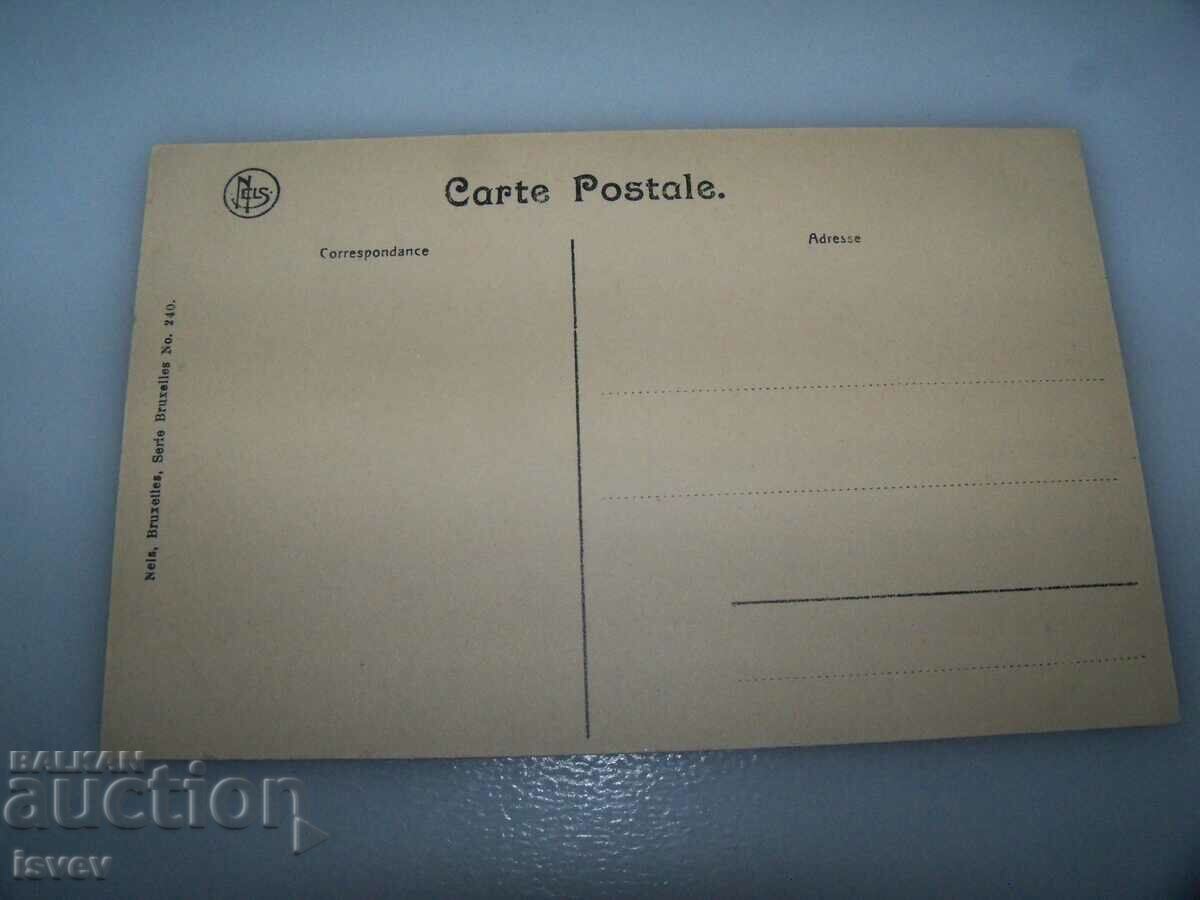 NELS
Carte Postale.
Correspondance
Adresse
Nels, Bruxelles, Serie Bruxelles No. 240.
BALKAN
auction
isvev